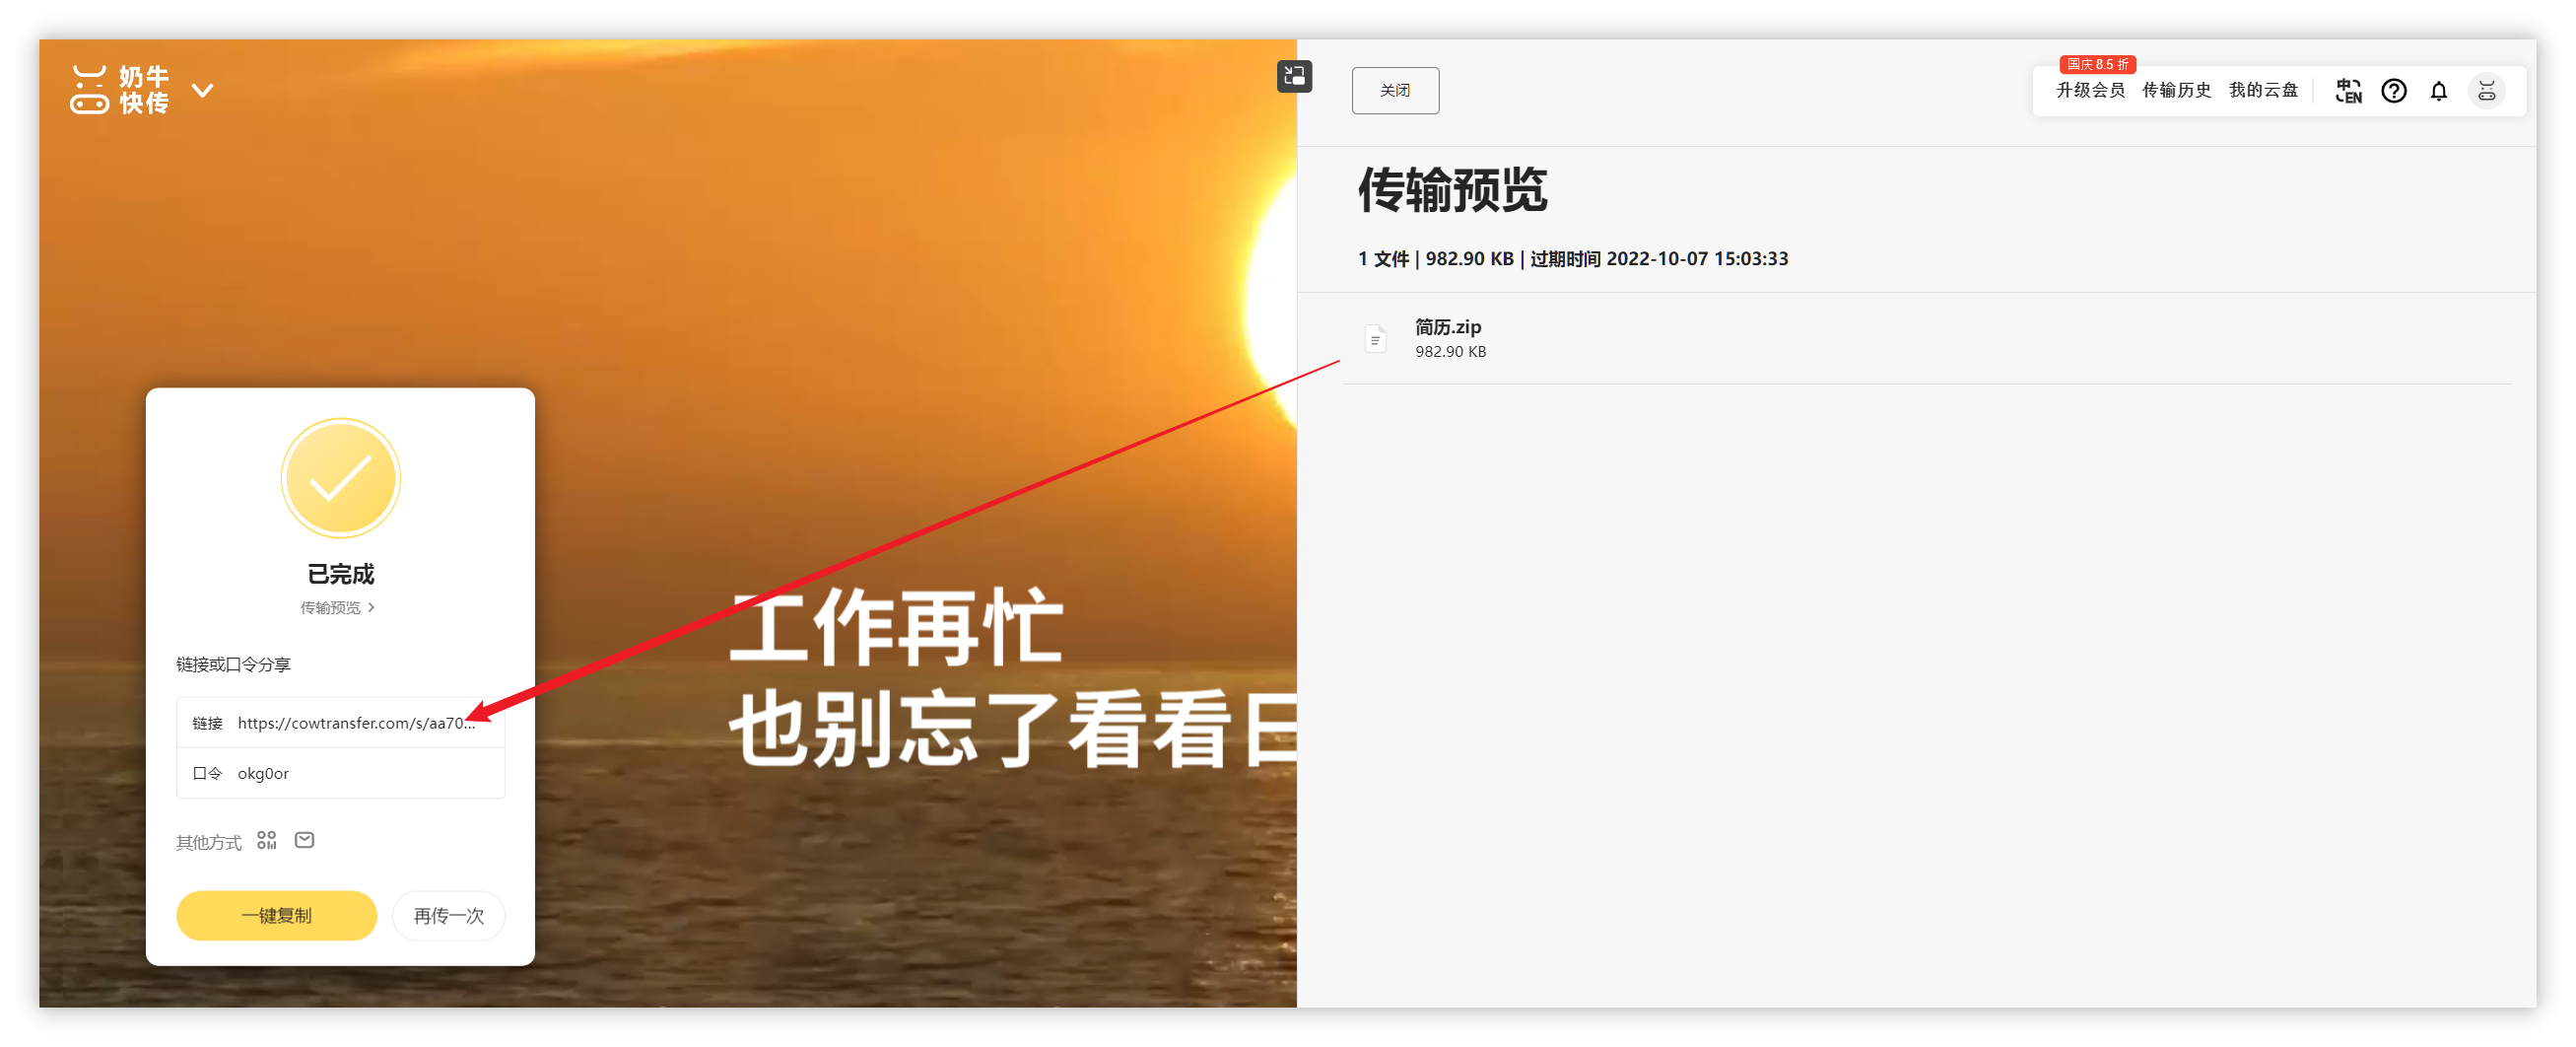 奶牛
快传
已完成
传输预览
链接或口令分享
链接 https://cowtransfer.com/s/aa70...
口令 okg0or
其他方式
一键复制
再传一次
工作再忙
也别忘了看看日
关闭
国庆 8.5 折
升级会员 传输历史 我的云盘
中 EN
传输预览
1 文件 | 982.90 KB | 过期时间 2022-10-07 15:03:33
简历.zip
982.90 KB